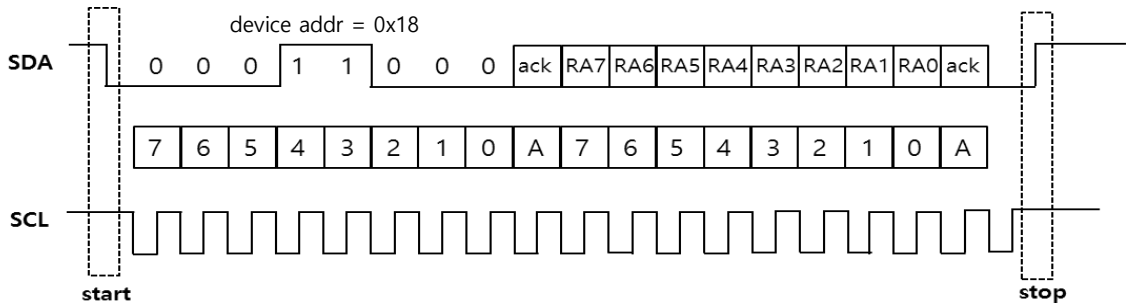 device addr = 0x18
SDA 0 0 0 1 1 0 0 0 ack RA7 RA6 RA5 RA4 RA3 RA2 RA1 RA0 ack
7 6 5 4 3 2 1 0 A 7 6 5 4 3 2 1 0 A
SCL
start stop